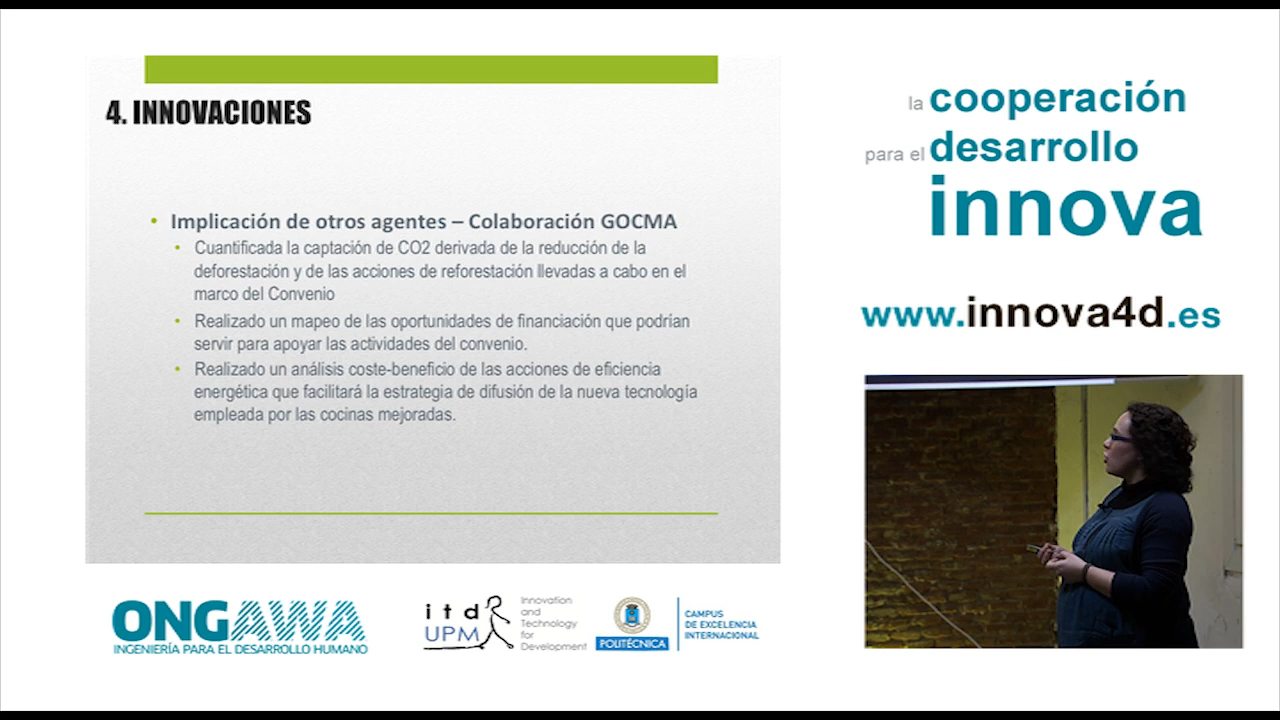 4. INNOVACIONES
• Implicación de otros agentes – Colaboración GOCMA
• Cuantificada la captación de CO2 derivada de la reducción de la
deforestación y de las acciones de reforestación llevadas a cabo en el
marco del Convenio
• Realizado un mapeo de las oportunidades de financiación que podrían
servir para apoyar las actividades del convenio.
• Realizado un análisis coste-beneficio de las acciones de eficiencia
energética que facilitará la estrategia de difusión de la nueva tecnología
empleada por las cocinas mejoradas.
la cooperación
para el desarrollo
innova
www.innova4d.es
ONGAWA
INGENIERÍA PARA EL DESARROLLO HUMANO
itd
UPM
Innovation
and
Technology
for
Development
POLITÉCNICA
CAMPUS
DE EXCELENCIA
INTERNACIONAL